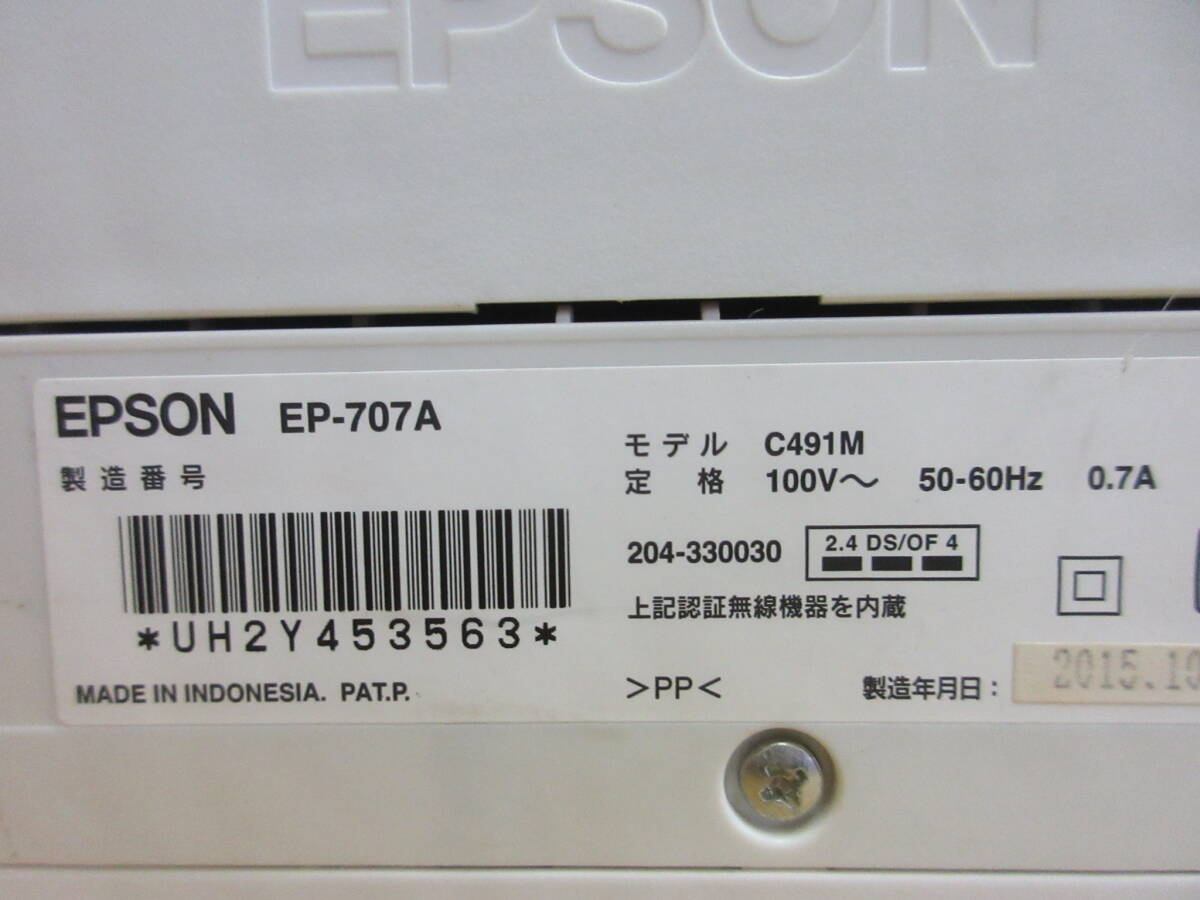 EPSON
EPSON EP-707A
製造番号
*UH2Y453563*
MADE IN INDONESIA. PAT.P.
モデル C491M
定格 100V～ 50-60Hz 0.7A
204-330030 2.4 DS/OF 4
上記認証無線機器を内蔵
>PP< 製造年月日: 2015.10